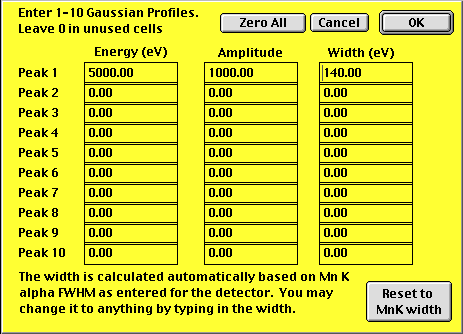 Enter 1-10 Gaussian Profiles.
Leave 0 in unused cells
Zero All Cancel OK
Energy (eV) Amplitude Width (eV)
Peak 1 5000.00 1000.00 140.00
Peak 2 0.00 0.00 0.00
Peak 3 0.00 0.00 0.00
Peak 4 0.00 0.00 0.00
Peak 5 0.00 0.00 0.00
Peak 6 0.00 0.00 0.00
Peak 7 0.00 0.00 0.00
Peak 8 0.00 0.00 0.00
Peak 9 0.00 0.00 0.00
Peak 10 0.00 0.00 0.00
The width is calculated automatically based on Mn K
alpha FWHM as entered for the detector. You may
change it to anything by typing in the width.
Reset to
MnK width